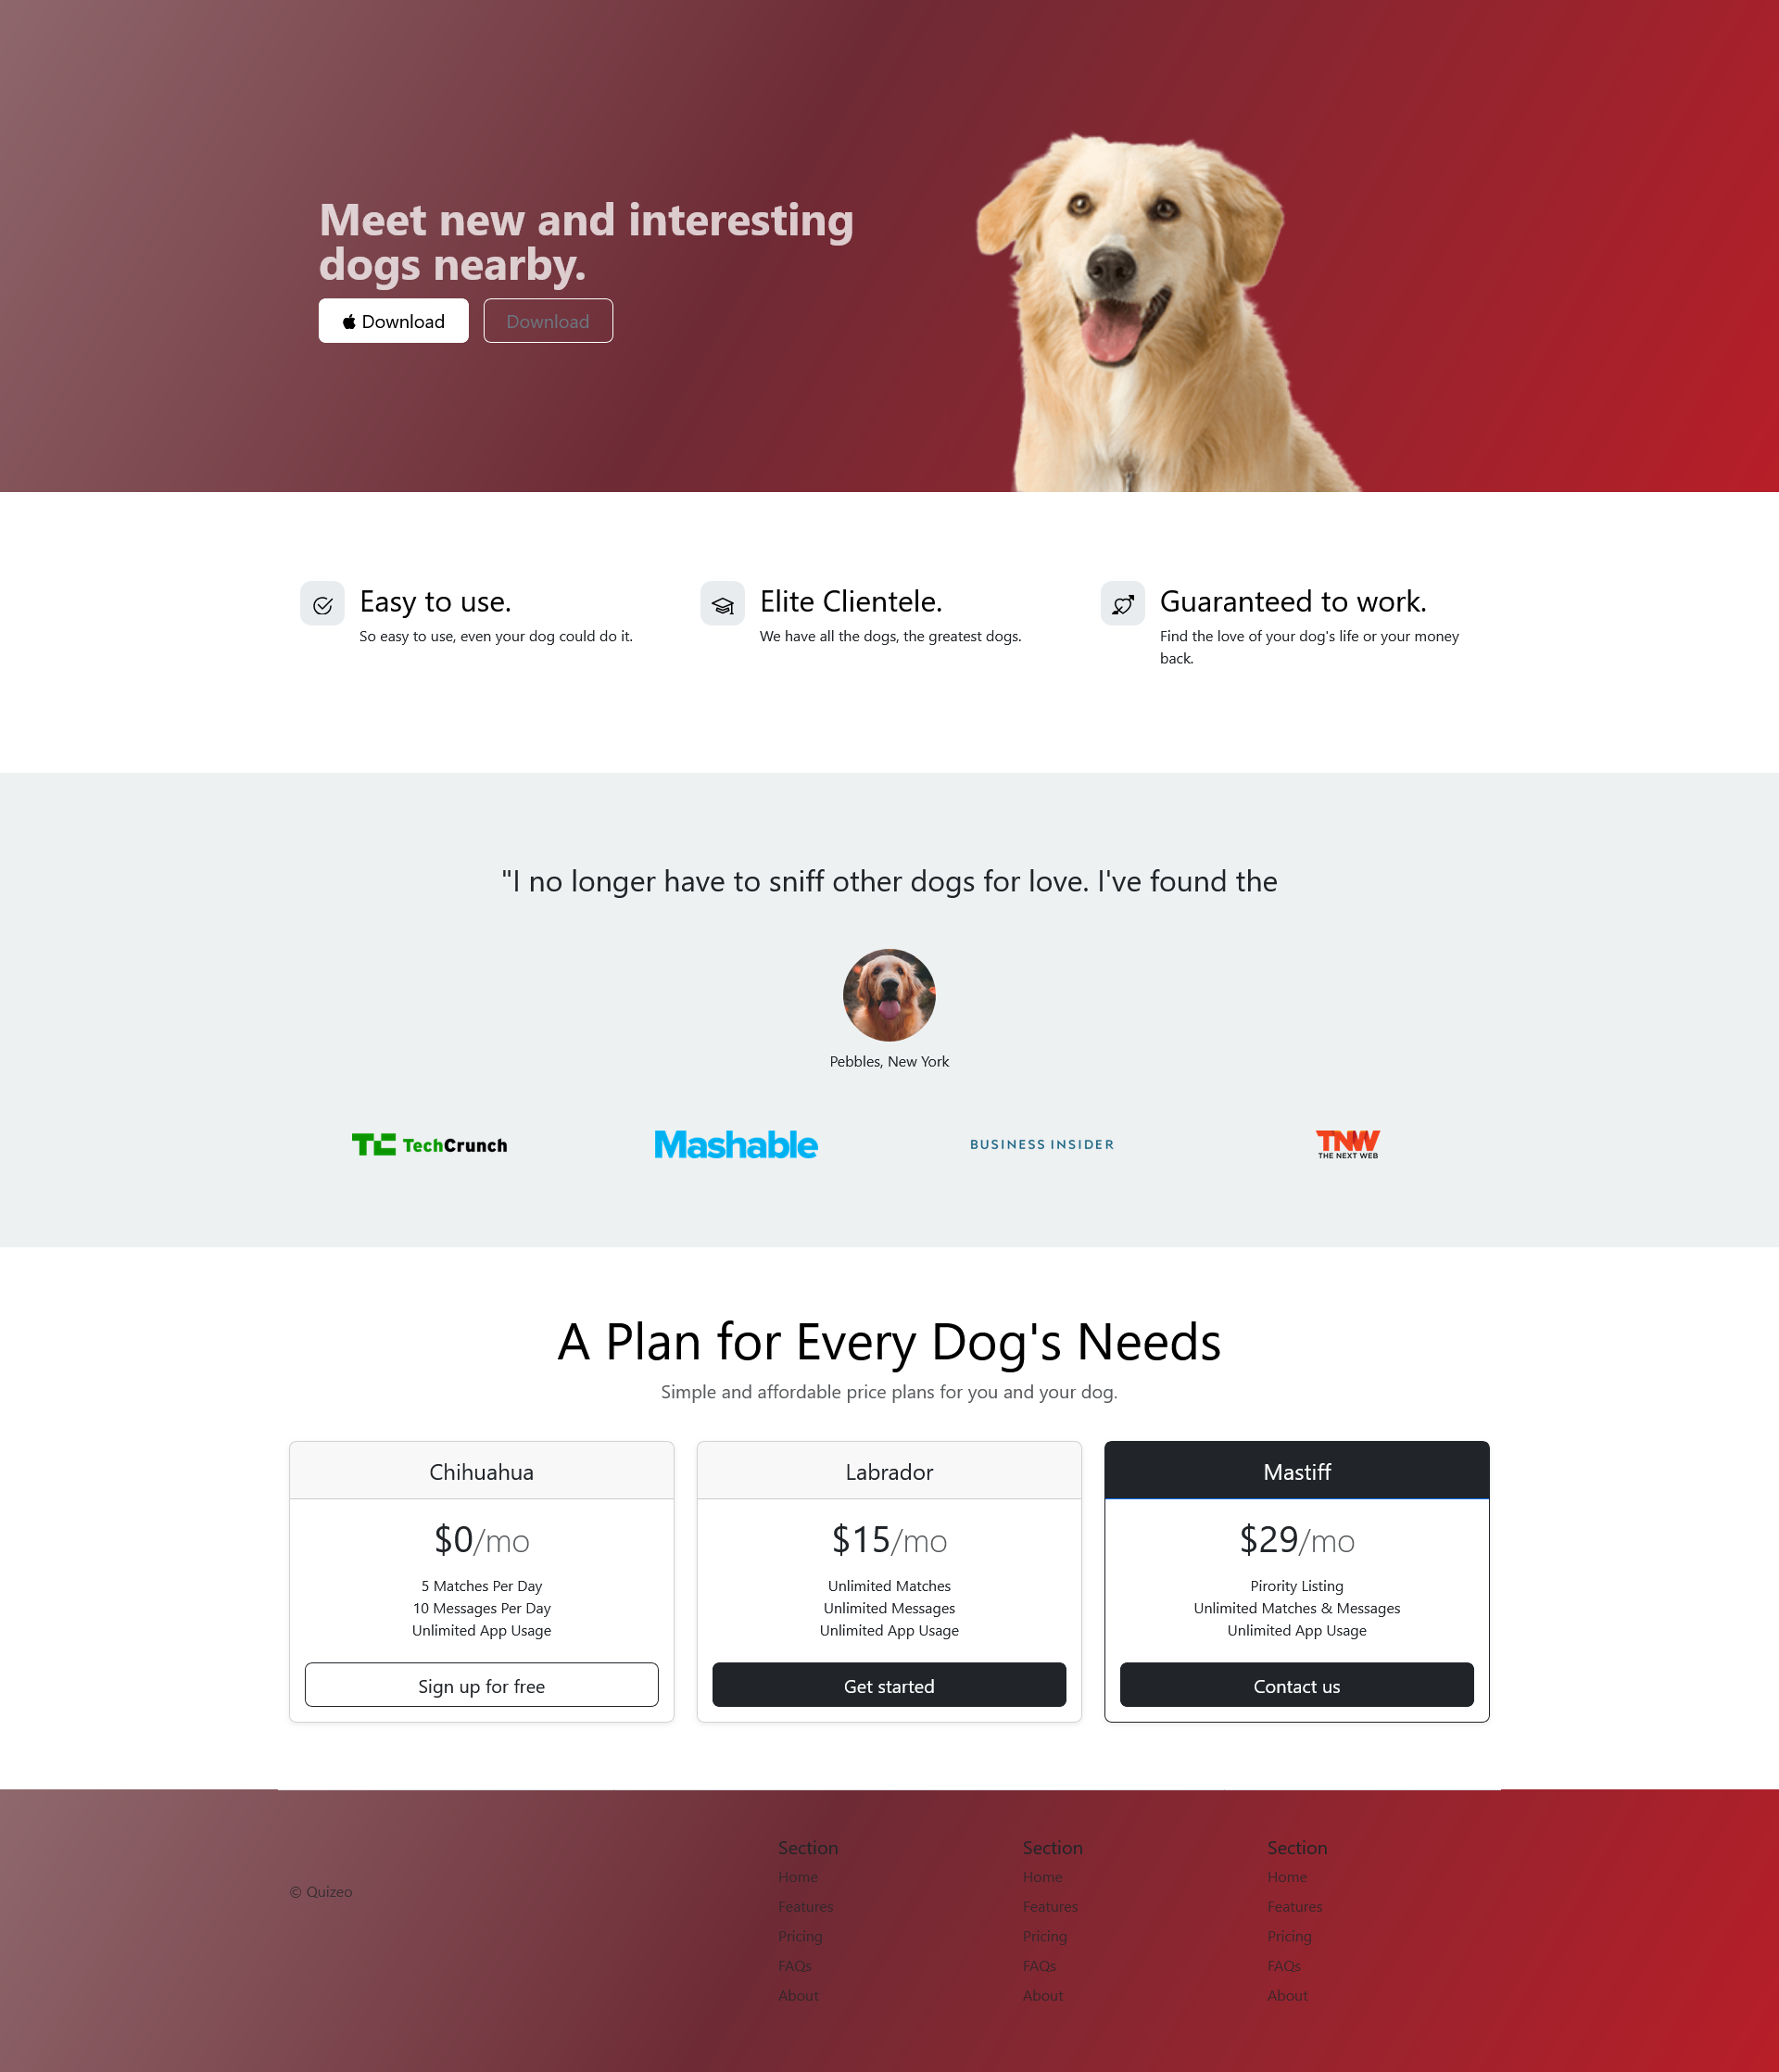 Meet new and interesting
dogs nearby.
Download
Download
Easy to use.
So easy to use, even your dog could do it.
Elite Clientele.
We have all the dogs, the greatest dogs.
Guaranteed to work.
Find the love of your dog's life or your money
back.
"I no longer have to sniff other dogs for love. I've found the
Pebbles, New York
TC TechCrunch
Mashable
BUSINESS INSIDER
TNW
THE NEXT WEB
A Plan for Every Dog's Needs
Simple and affordable price plans for you and your dog.
Chihuahua
$0/mo
5 Matches Per Day
10 Messages Per Day
Unlimited App Usage
Sign up for free
Labrador
$15/mo
Unlimited Matches
Unlimited Messages
Unlimited App Usage
Get started
Mastiff
$29/mo
Pirority Listing
Unlimited Matches & Messages
Unlimited App Usage
Contact us
© Quizeo
Section
Home
Features
Pricing
FAQs
About
Section
Home
Features
Pricing
FAQs
About
Section
Home
Features
Pricing
FAQs
About